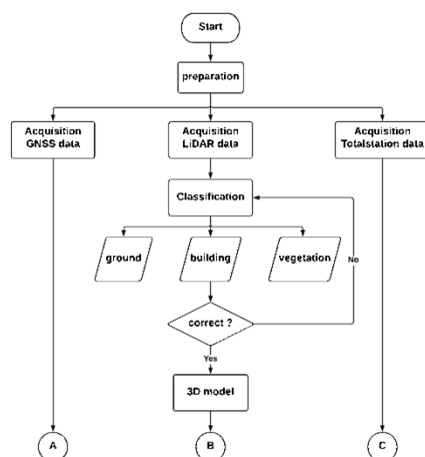 Start
preparation
Acquisition
GNSS data
Acquisition
LiDAR data
Acquisition
Totalstation data
Classification
ground
building
vegetation
No
correct ?
Yes
3D model
A
B
C